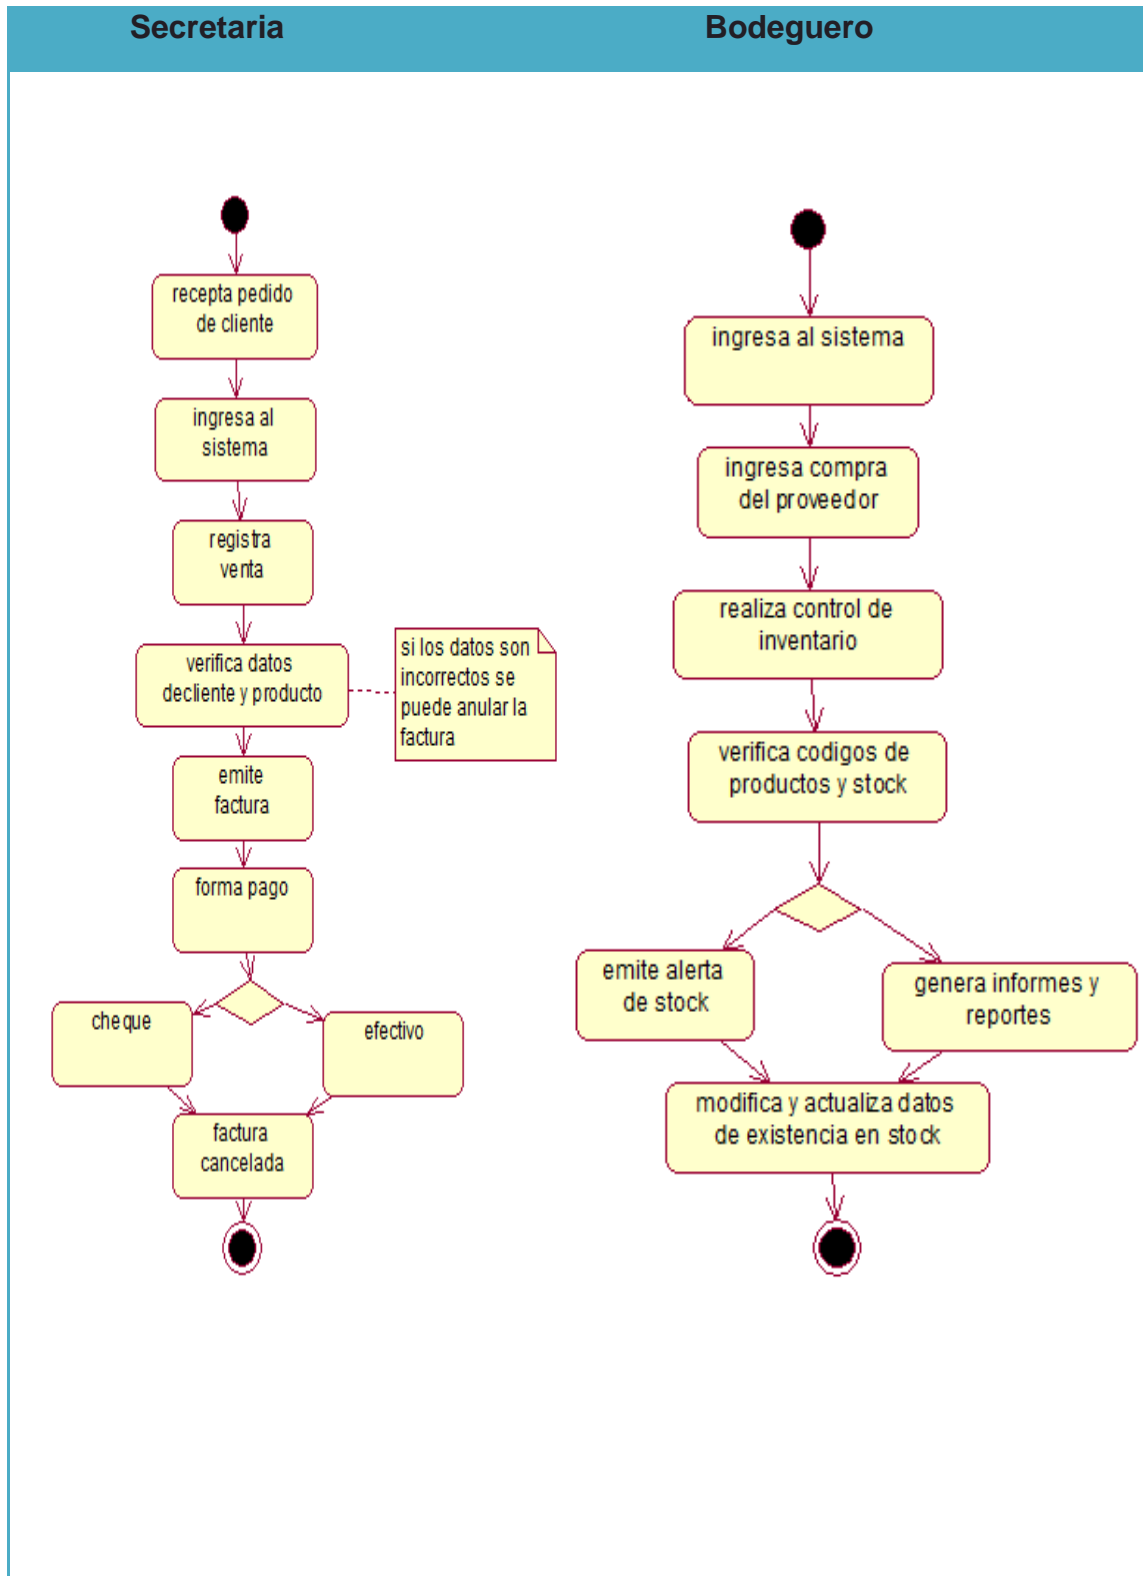 Secretaria
Bodeguero
recepta pedido
de cliente
ingresa al
sistema
registra
venta
verifica datos
decliente y producto
si los datos son
incorrectos se
puede anular la
factura
emite
factura
forma pago
cheque
efectivo
factura
cancelada
ingresa al sistema
ingresa compra
del proveedor
realiza control de
inventario
verifica codigos de
productos y stock
emite alerta
de stock
genera informes y
reportes
modifica y actualiza datos
de existencia en stock